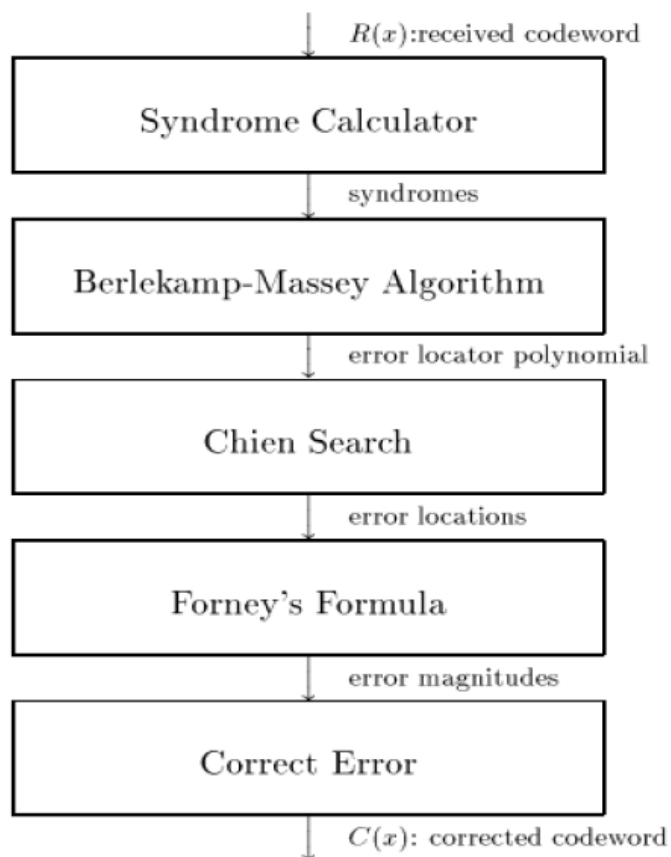 R(x):received codeword
Syndrome Calculator
syndromes
Berlekamp-Massey Algorithm
error locator polynomial
Chien Search
error locations
Forney's Formula
error magnitudes
Correct Error
C(x): corrected codeword